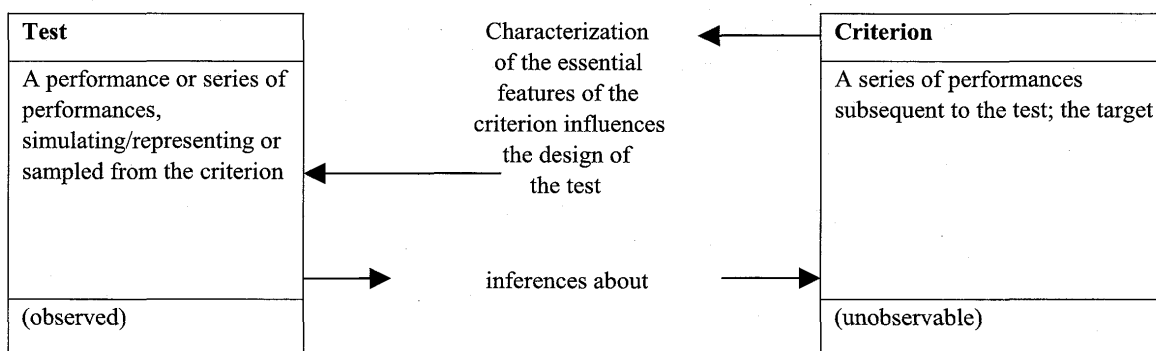 Test
A performance or series of
performances,
simulating/representing or
sampled from the criterion
(observed)
Characterization
of the essential
features of the
criterion influences
the design of
the test
inferences about
Criterion
A series of performances
subsequent to the test; the target
(unobservable)